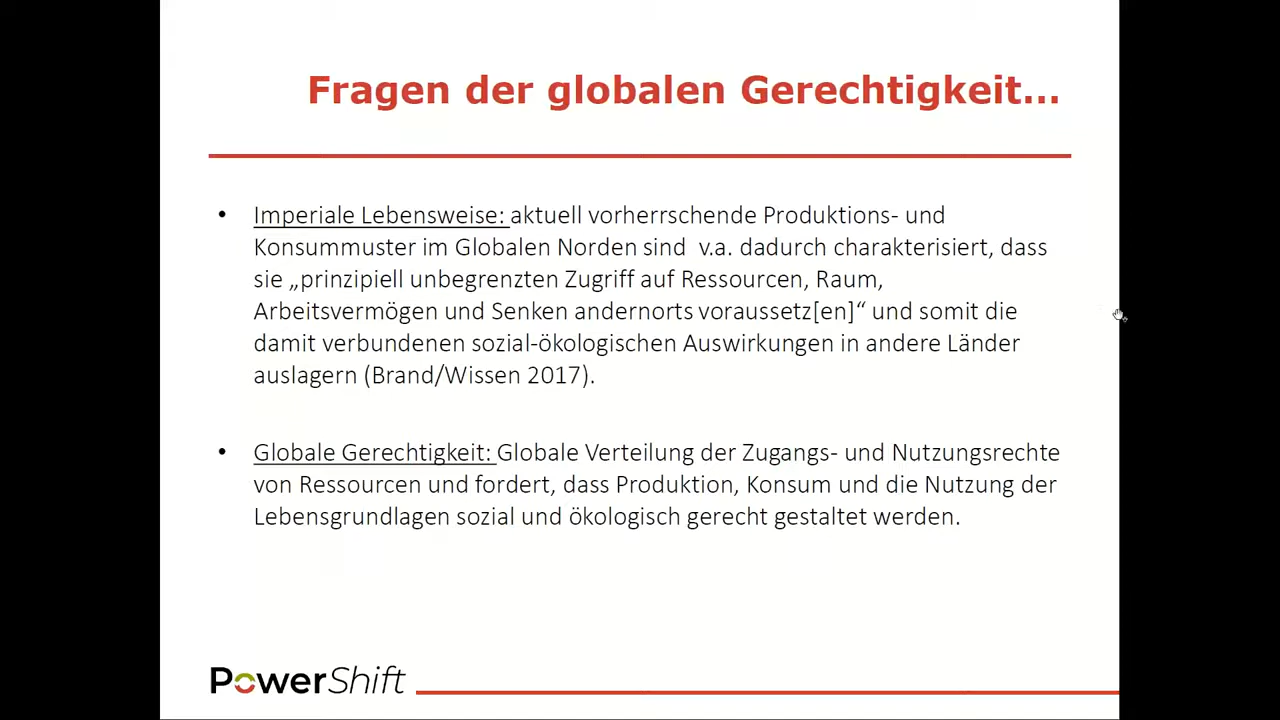 Fragen der globalen Gerechtigkeit...
• Imperiale Lebensweise: aktuell vorherrschende Produktions- und
Konsummuster im Globalen Norden sind  v.a. dadurch charakterisiert, dass
sie „prinzipiell unbegrenzten Zugriff auf Ressourcen, Raum,
Arbeitsvermögen und Senken andernorts voraussetz[en]“ und somit die
damit verbundenen sozial-ökologischen Auswirkungen in andere Länder
auslagern (Brand/Wissen 2017).
• Globale Gerechtigkeit: Globale Verteilung der Zugangs- und Nutzungsrechte
von Ressourcen und fordert, dass Produktion, Konsum und die Nutzung der
Lebensgrundlagen sozial und ökologisch gerecht gestaltet werden.
PowerShift